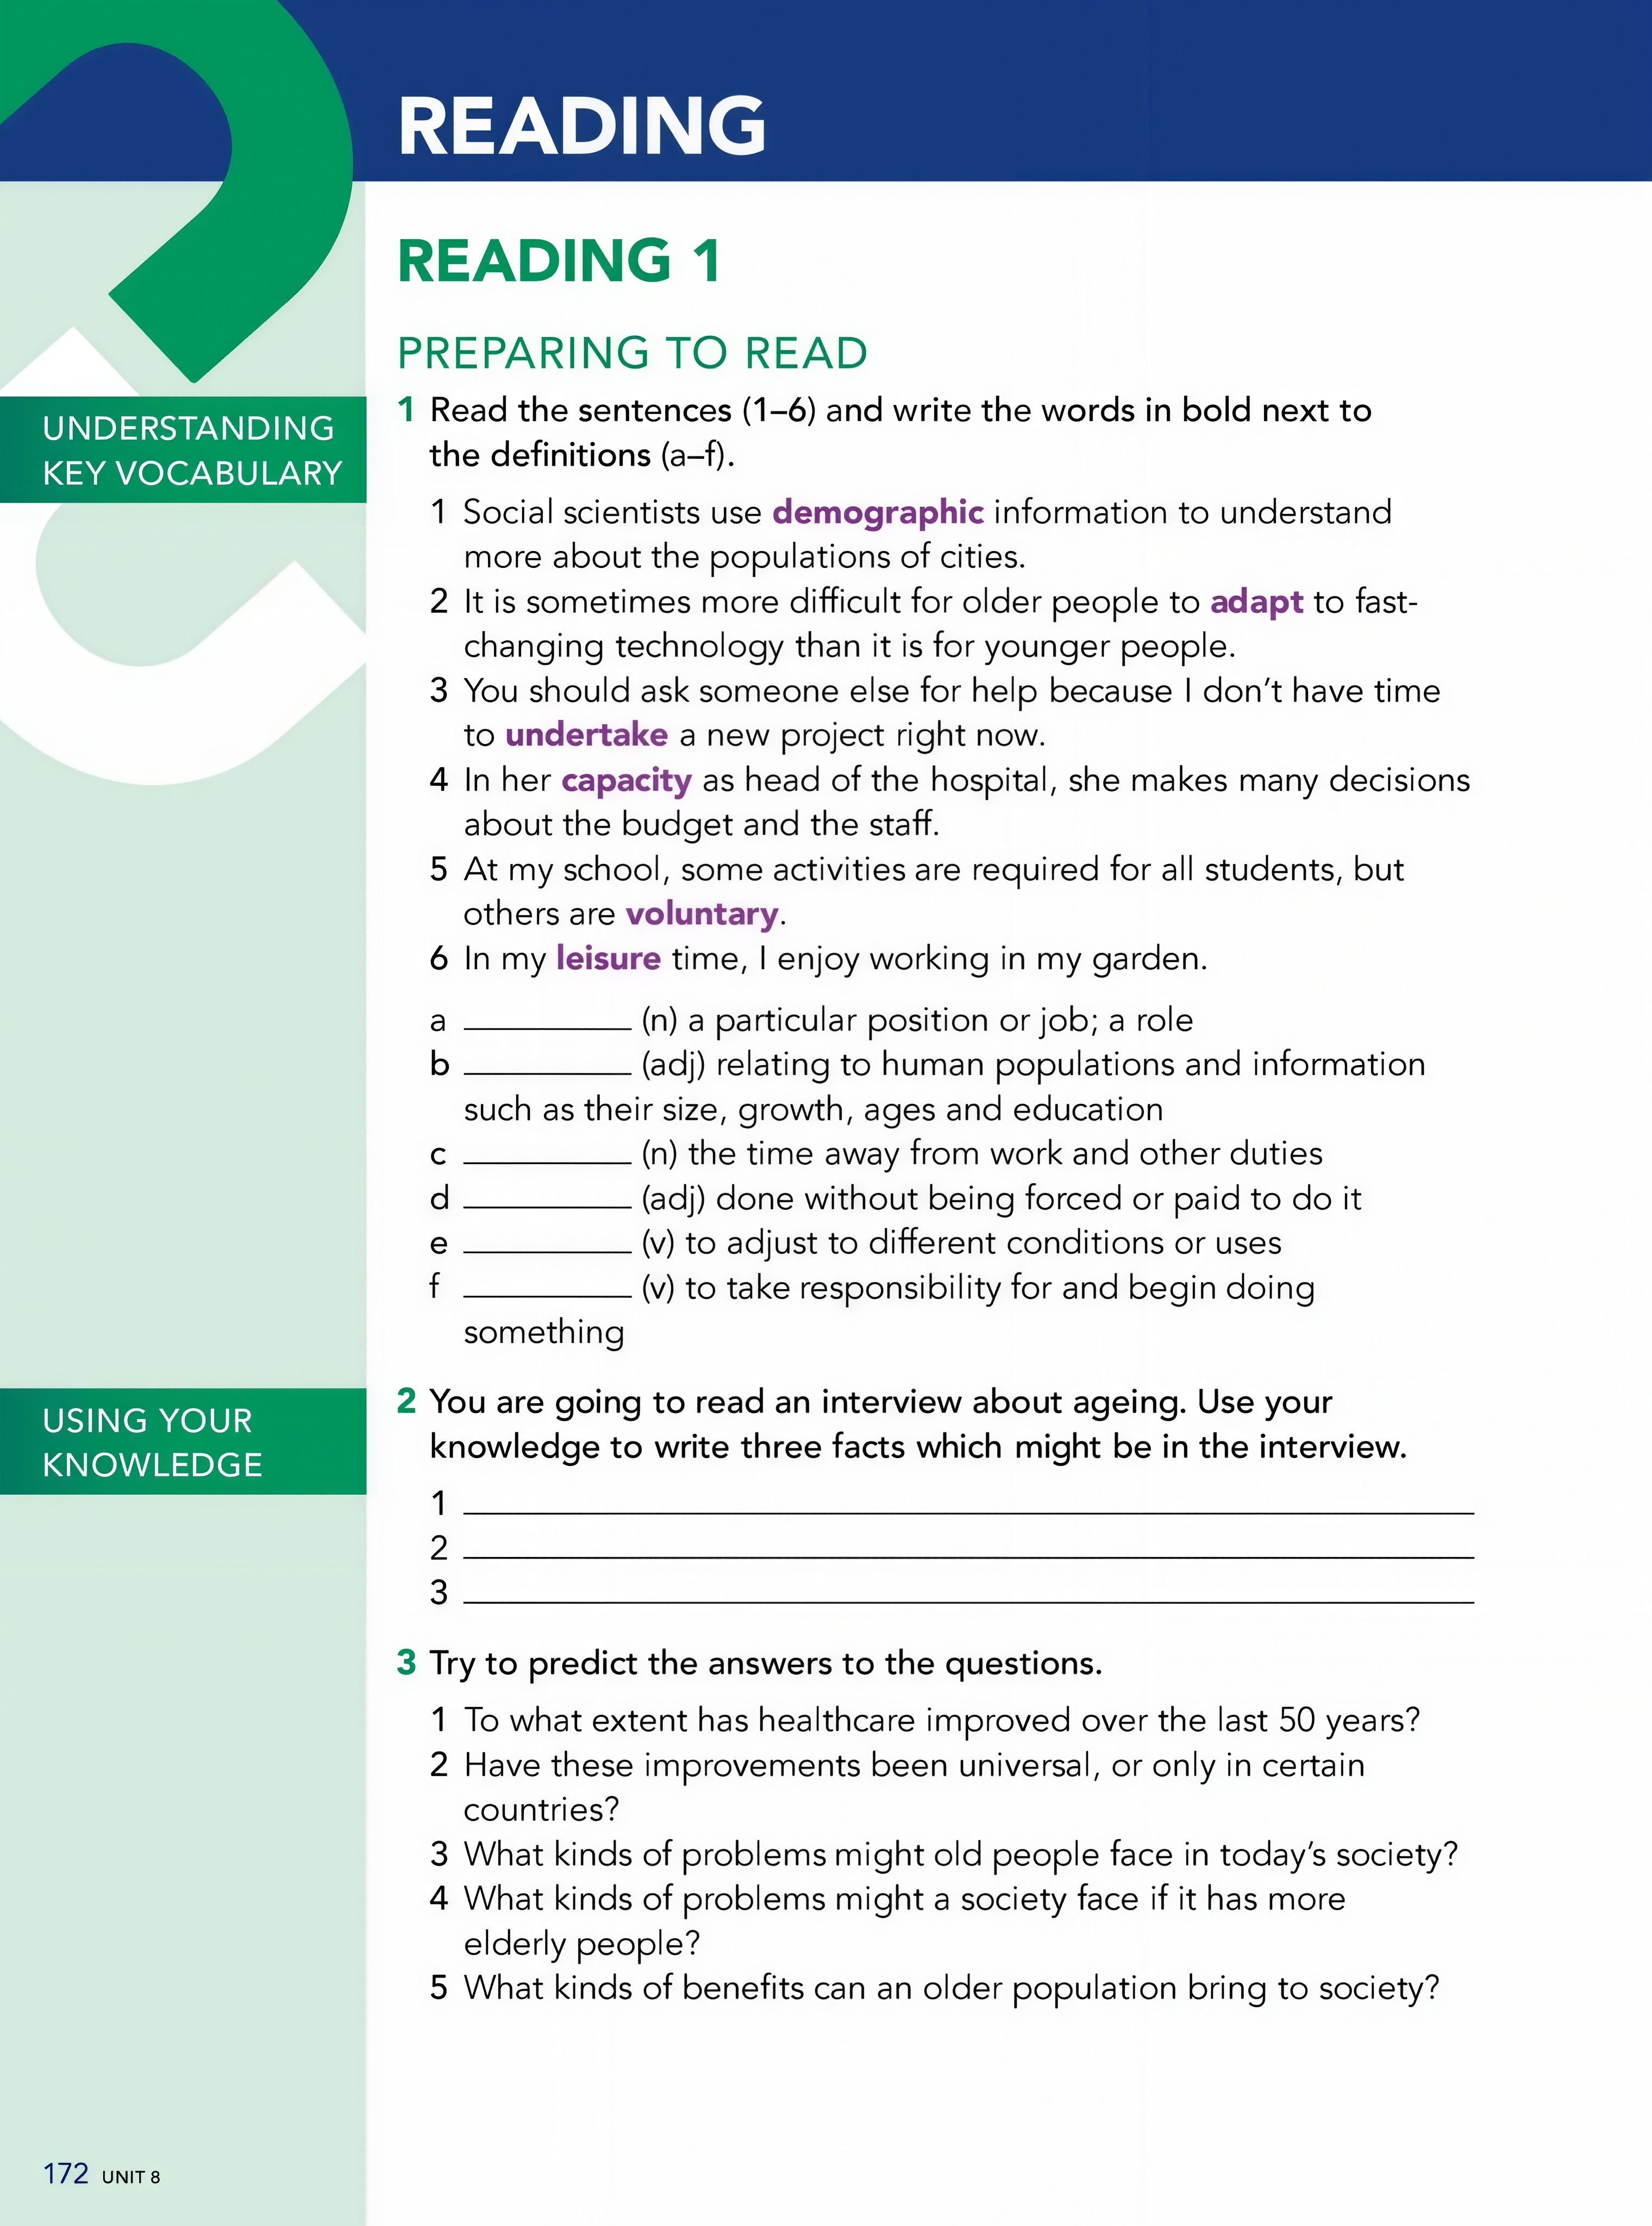 READING
READING 1
PREPARING TO READ
UNDERSTANDING
KEY VOCABULARY
1 Read the sentences (1–6) and write the words in bold next to
the definitions (a–f).
1 Social scientists use demographic information to understand
more about the populations of cities.
2 It is sometimes more difficult for older people to adapt to fast-
changing technology than it is for younger people.
3 You should ask someone else for help because I don’t have time
to undertake a new project right now.
4 In her capacity as head of the hospital, she makes many decisions
about the budget and the staff.
5 At my school, some activities are required for all students, but
others are voluntary.
6 In my leisure time, I enjoy working in my garden.
a __________ (n) a particular position or job; a role
b __________ (adj) relating to human populations and information
such as their size, growth, ages and education
c __________ (n) the time away from work and other duties
d __________ (adj) done without being forced or paid to do it
e __________ (v) to adjust to different conditions or uses
f __________ (v) to take responsibility for and begin doing
something
USING YOUR
KNOWLEDGE
2 You are going to read an interview about ageing. Use your
knowledge to write three facts which might be in the interview.
1
2
3
3 Try to predict the answers to the questions.
1 To what extent has healthcare improved over the last 50 years?
2 Have these improvements been universal, or only in certain
countries?
3 What kinds of problems might old people face in today’s society?
4 What kinds of problems might a society face if it has more
elderly people?
5 What kinds of benefits can an older population bring to society?
172 UNIT 8